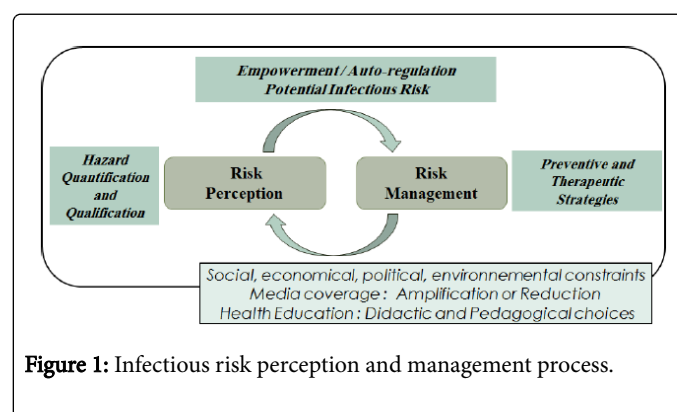 Empowerment / Auto-regulation
Potential Infectious Risk
Hazard
Quantification
and
Qualification
Risk
Perception
Risk
Management
Preventive and
Therapeutic
Strategies
Social, economical, political, environnemental constraints
Media coverage : Amplification or Reduction
Health Education : Didactic and Pedagogical choices
Figure 1: Infectious risk perception and management process.